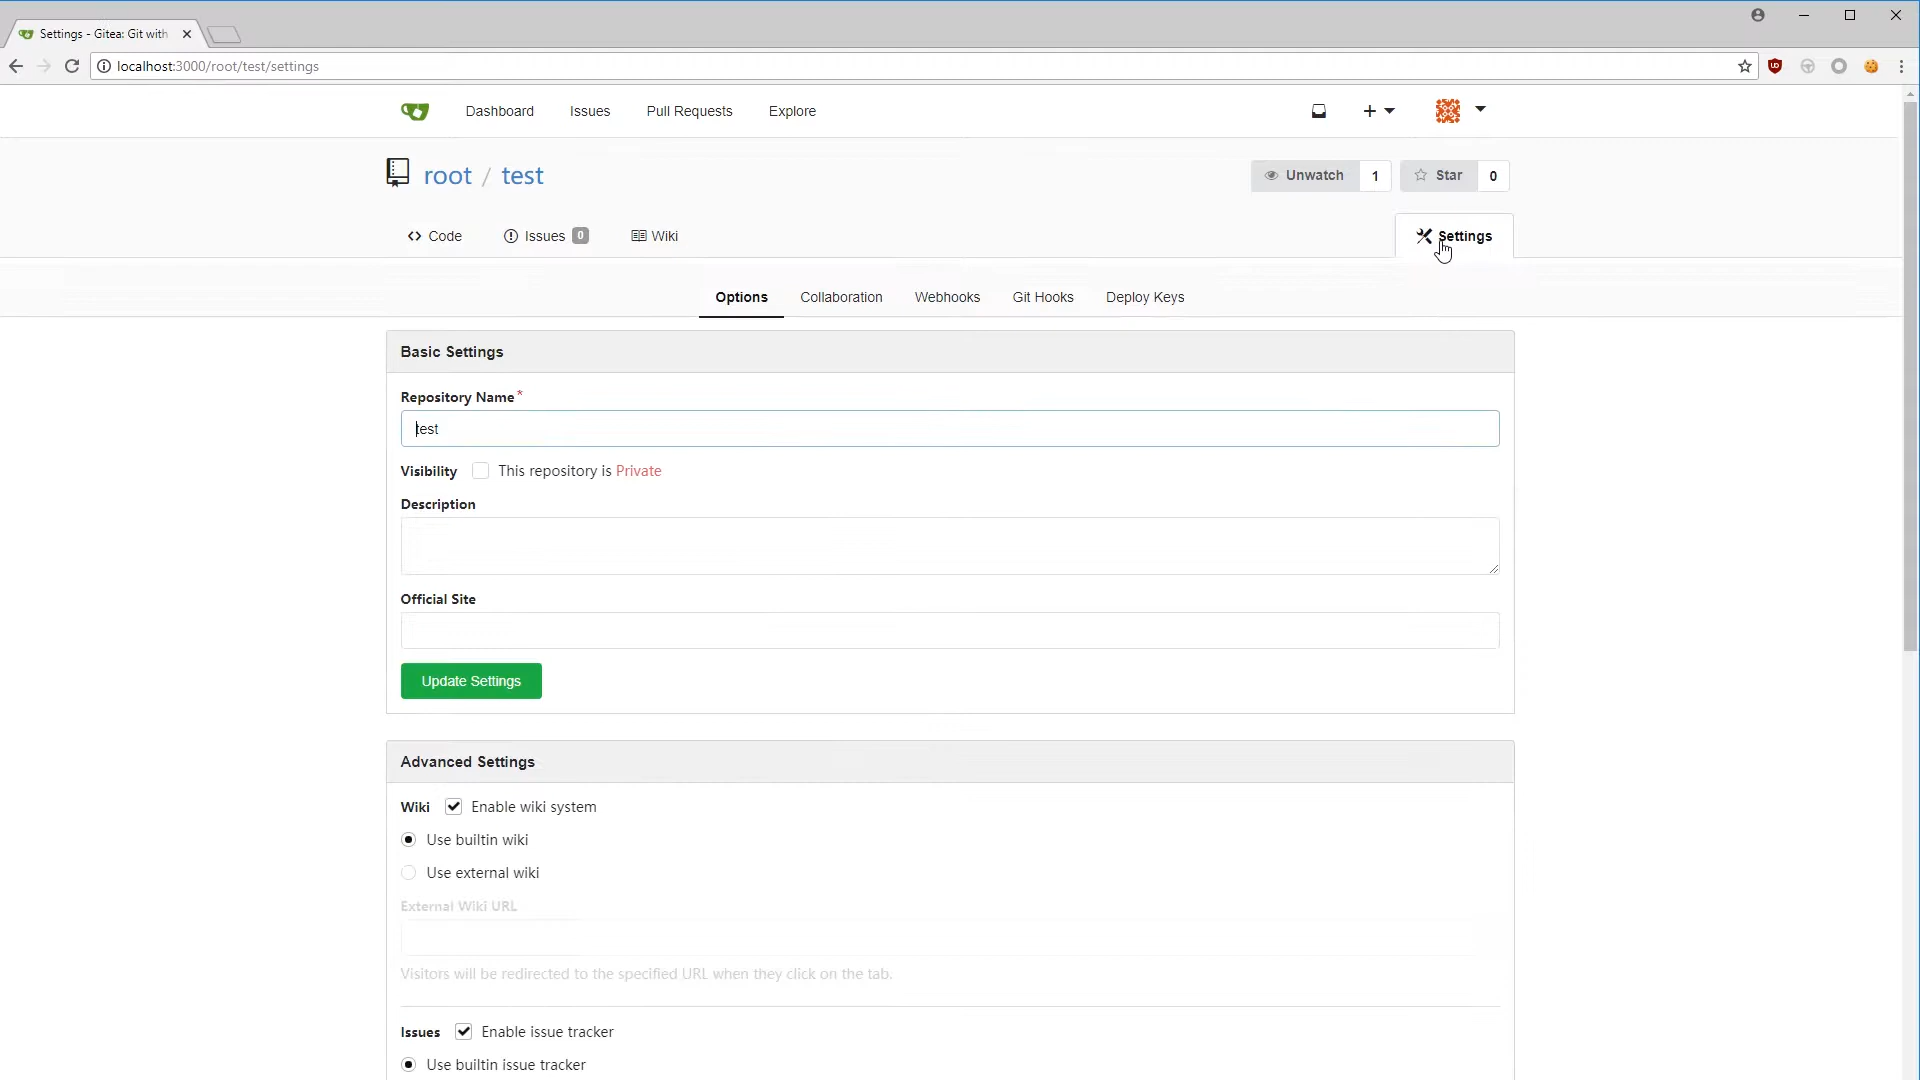 Settings - Gitea: Git with
localhost:3000/root/test/settings
Dashboard Issues Pull Requests Explore
root / test
Unwatch 1 Star 0
Code Issues 0 Wiki Settings
Options Collaboration Webhooks Git Hooks Deploy Keys
Basic Settings
Repository Name*
test
Visibility This repository is Private
Description
Official Site
Update Settings
Advanced Settings
Wiki Enable wiki system
Use builtin wiki
Use external wiki
External Wiki URL
Visitors will be redirected to the specified URL when they click on the tab.
Issues Enable issue tracker
Use builtin issue tracker